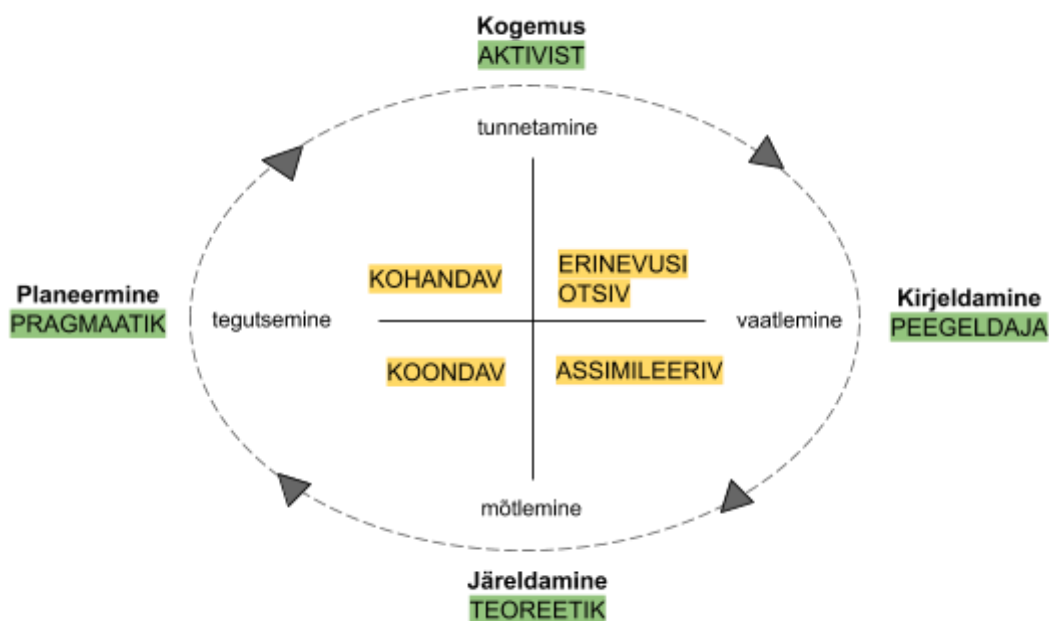 Kogemus
AKTIVIST
tunnetamine
KOHANDAV
ERINEVUSI
OTSIV
Planeermine
PRAGMAATIK
tegutsemine
vaatlemine
Kirjeldamine
PEEGELDAJA
KOONDAV
ASSIMILEERIV
mõtlemine
Järeldamine
TEOREETIK